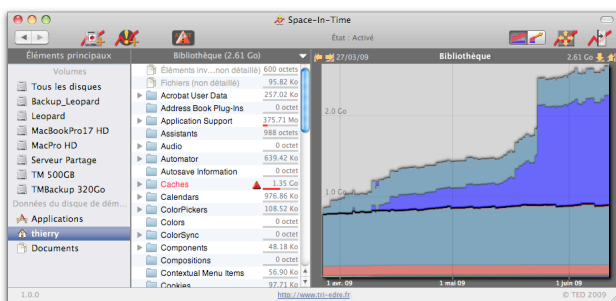 Space-In-Time
État : Activé
Éléments principaux
Bibliothèque (2.61 Go)
27/03/09
Bibliothèque
2.61 Go
Volumes
Tous les disques
Backup_Leopard
Leopard
MacBookPro17 HD
MacPro HD
Serveur Partage
TM 500GB
TMBackup 320Go
Données du disque de dém...
Applications
thierry
Documents
Éléments inv...non détaillé) 600 octets
Fichiers (non détaillé) 95.82 Ko
Acrobat User Data 257.02 Ko
Address Book Plug-Ins 0 octet
Application Support 375.71 Mo
Assistants 988 octets
Audio 0 octet
Automator 639.42 Ko
Autosave Information 0 octet
Caches 1.35 Go
Calendars 976.86 Ko
ColorPickers 108.52 Ko
Colors 0 octet
ColorSync 0 octet
Components 48.18 Ko
Compositions 0 octet
Contextual Menu Items 56.90 Ko
Cookies 97.71 Ko
2.0 Go
1.0 Go
1 avr. 09
1 mai 09
1 juin 09
1.0.0
http://www.tri-edre.fr
© TED 2009